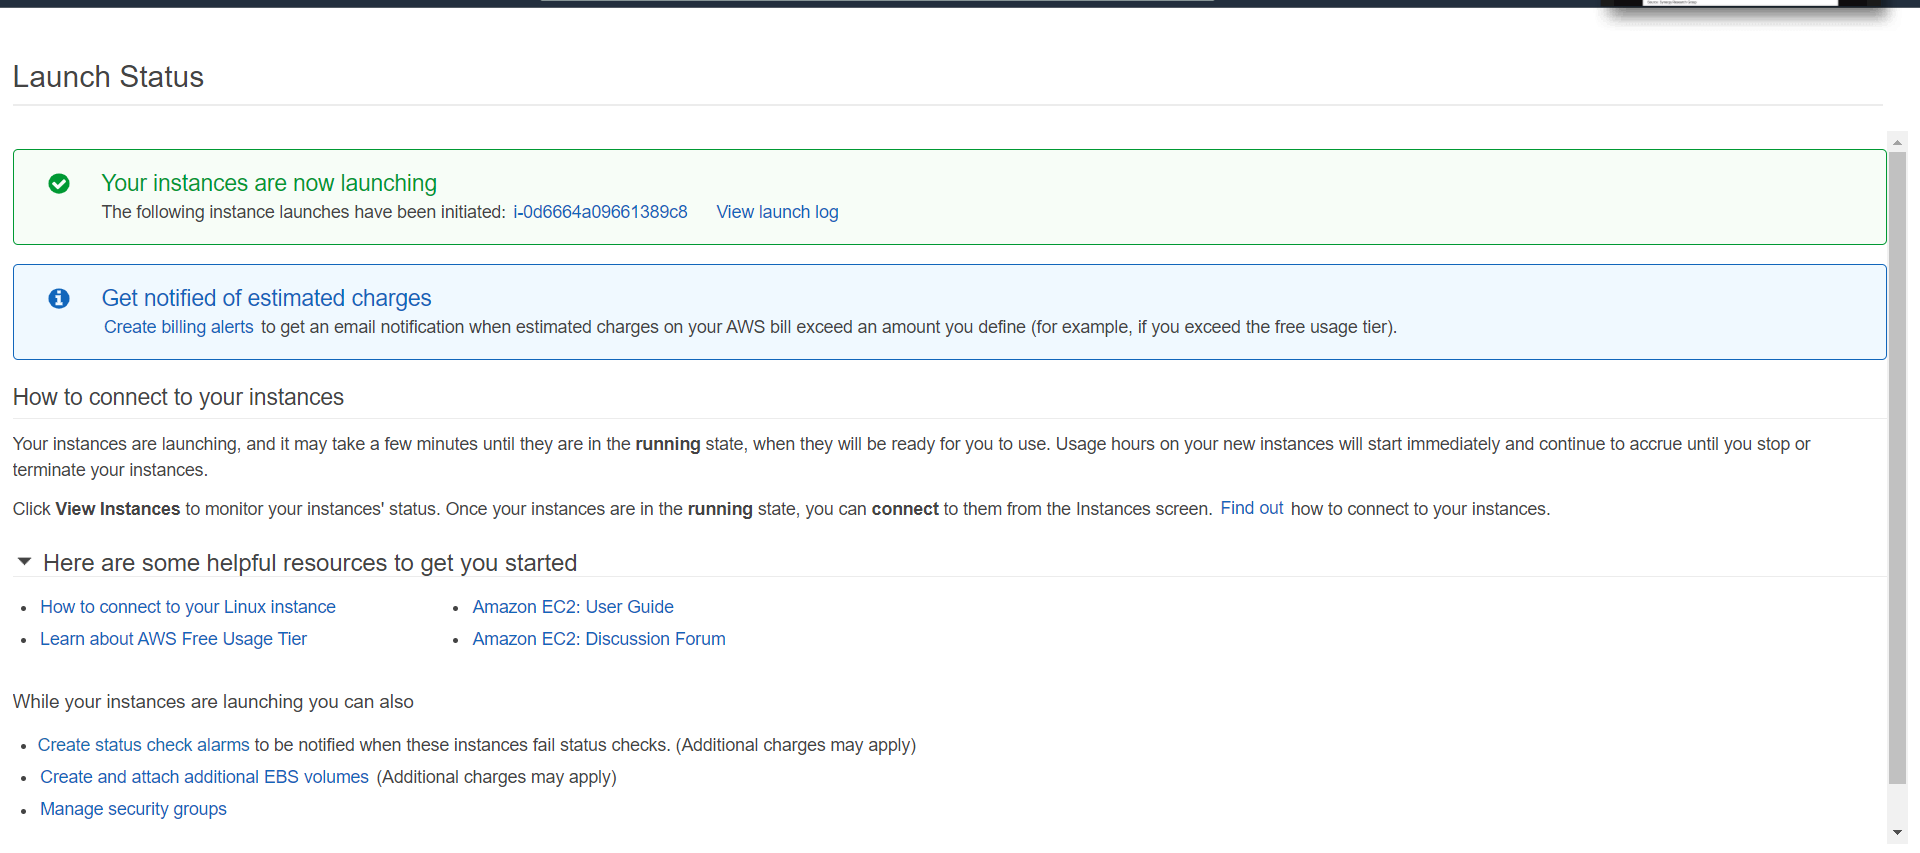 Launch Status
Your instances are now launching
The following instance launches have been initiated: i-0d6664a09661389c8 View launch log
Get notified of estimated charges
Create billing alerts to get an email notification when estimated charges on your AWS bill exceed an amount you define (for example, if you exceed the free usage tier).
How to connect to your instances
Your instances are launching, and it may take a few minutes until they are in the running state, when they will be ready for you to use. Usage hours on your new instances will start immediately and continue to accrue until you stop or
terminate your instances.
Click View Instances to monitor your instances' status. Once your instances are in the running state, you can connect to them from the Instances screen. Find out how to connect to your instances.
Here are some helpful resources to get you started
• How to connect to your Linux instance
• Amazon EC2: User Guide
• Learn about AWS Free Usage Tier
• Amazon EC2: Discussion Forum
While your instances are launching you can also
• Create status check alarms to be notified when these instances fail status checks. (Additional charges may apply)
• Create and attach additional EBS volumes (Additional charges may apply)
• Manage security groups